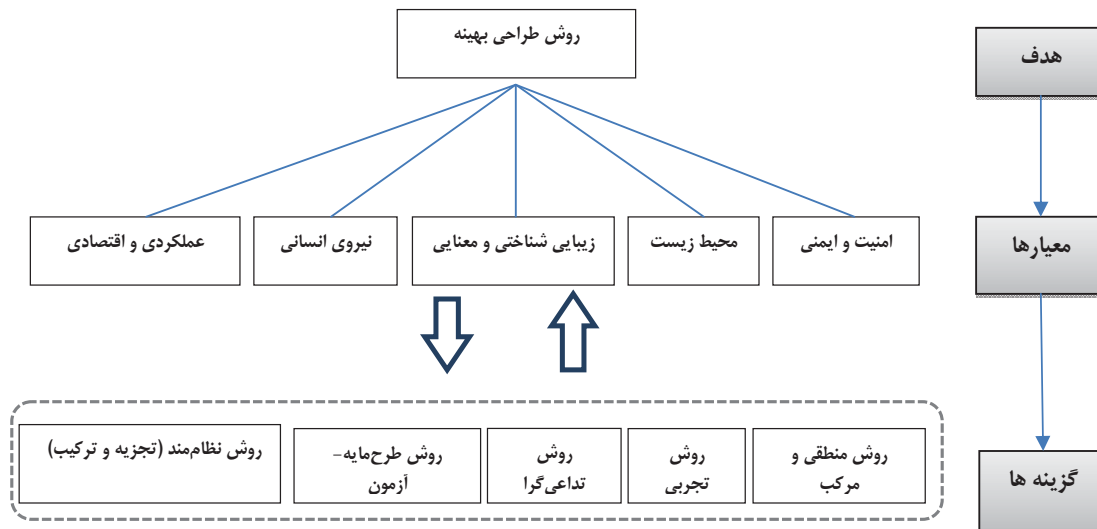 روش طراحی بهینه
هدف
امنیت و ایمنی
محیط زیست
زیبایی شناختی و معنایی
نیروی انسانی
عملکردی و اقتصادی
معیارها
روش منطقی و
مرکب
روش
تجربی
روش
تداعی‌گرا
روش طرح‌مایه-
آزمون
روش نظام‌مند (تجزیه و ترکیب)
گزینه ها